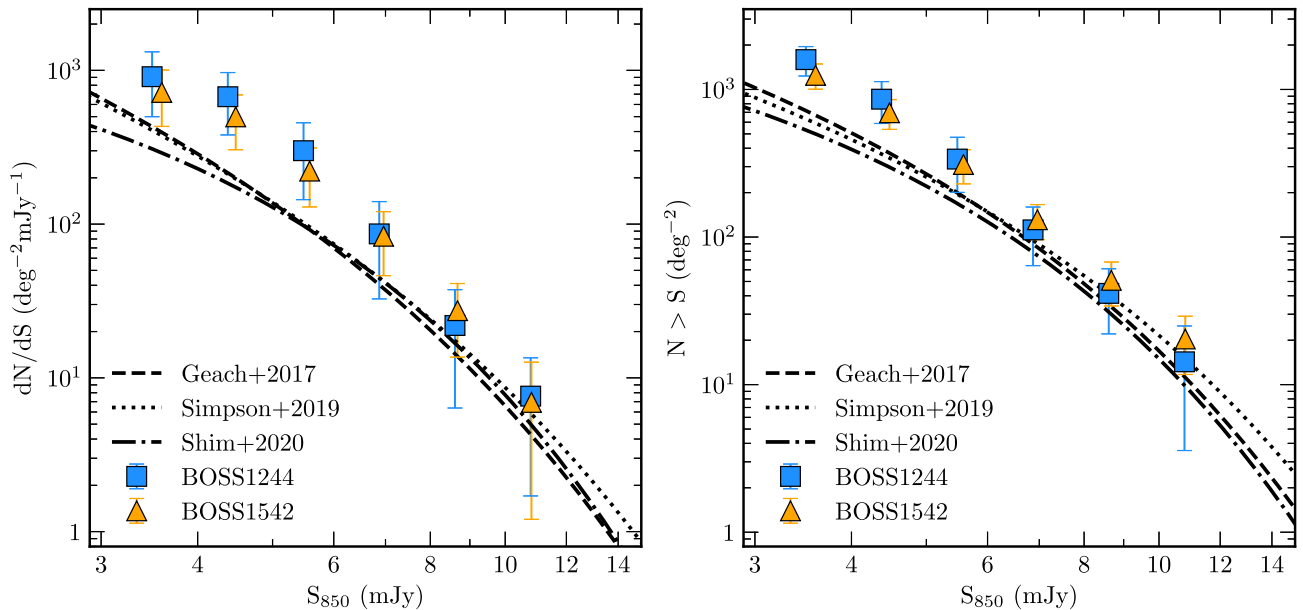 dN/dS (deg⁻²mJy⁻¹)
10³
10²
10¹
1
Geach+2017
Simpson+2019
Shim+2020
BOSS1244
BOSS1542
3 4 6 8 10 12 14
S₈₅₀ (mJy)
N > S (deg⁻²)
10³
10²
10¹
1
Geach+2017
Simpson+2019
Shim+2020
BOSS1244
BOSS1542
3 4 6 8 10 12 14
S₈₅₀ (mJy)